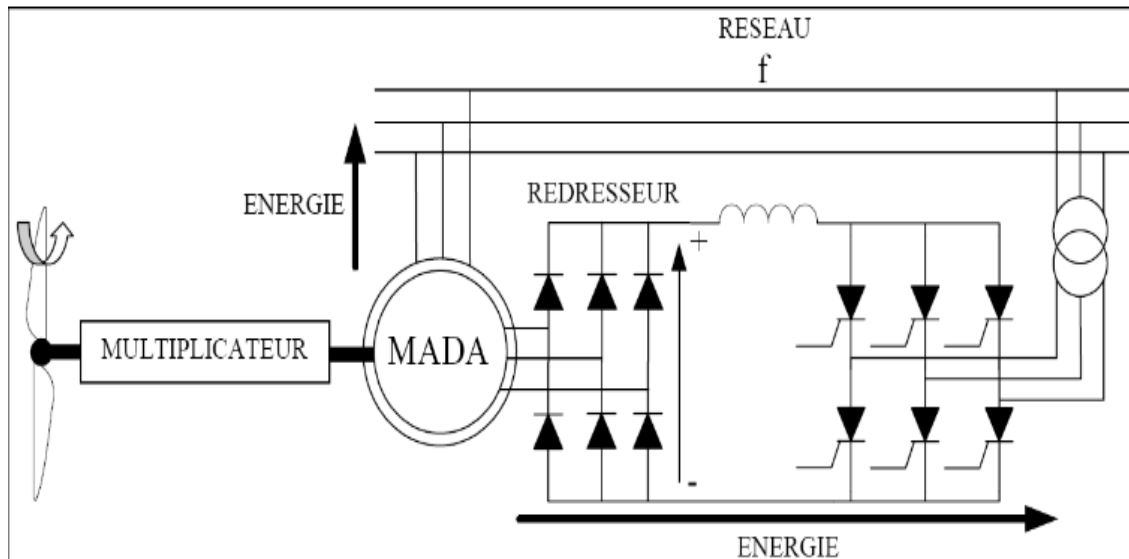 RESEAU
f
ENERGIE
REDRESSEUR
+
MULTIPLICATEUR
MADA
-
ENERGIE